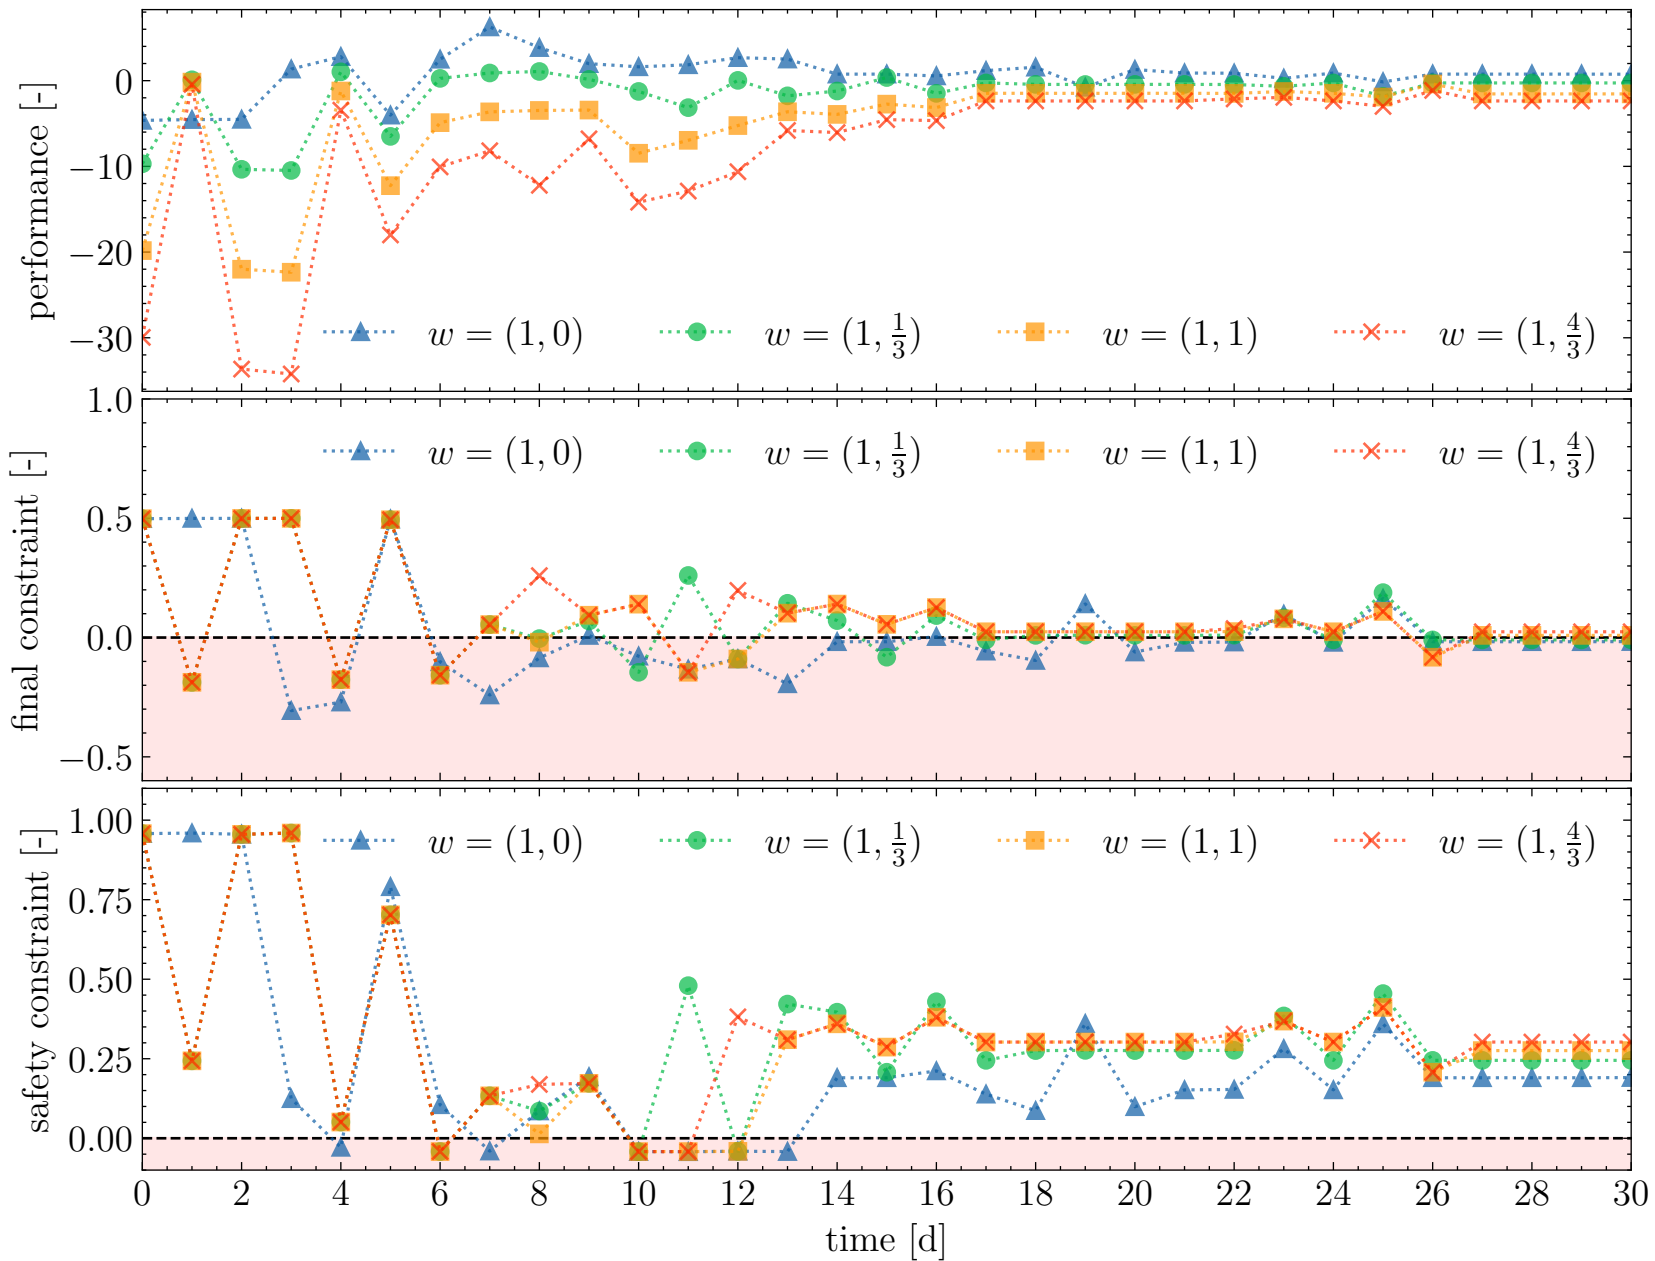 0
−10
−20
−30
performance [-]
w = (1, 0)
w = (1, 1/3)
w = (1, 1)
w = (1, 4/3)
1.0
0.5
0.0
−0.5
final constraint [-]
w = (1, 0)
w = (1, 1/3)
w = (1, 1)
w = (1, 4/3)
1.00
0.75
0.50
0.25
0.00
safety constraint [-]
w = (1, 0)
w = (1, 1/3)
w = (1, 1)
w = (1, 4/3)
0 2 4 6 8 10 12 14 16 18 20 22 24 26 28 30
time [d]